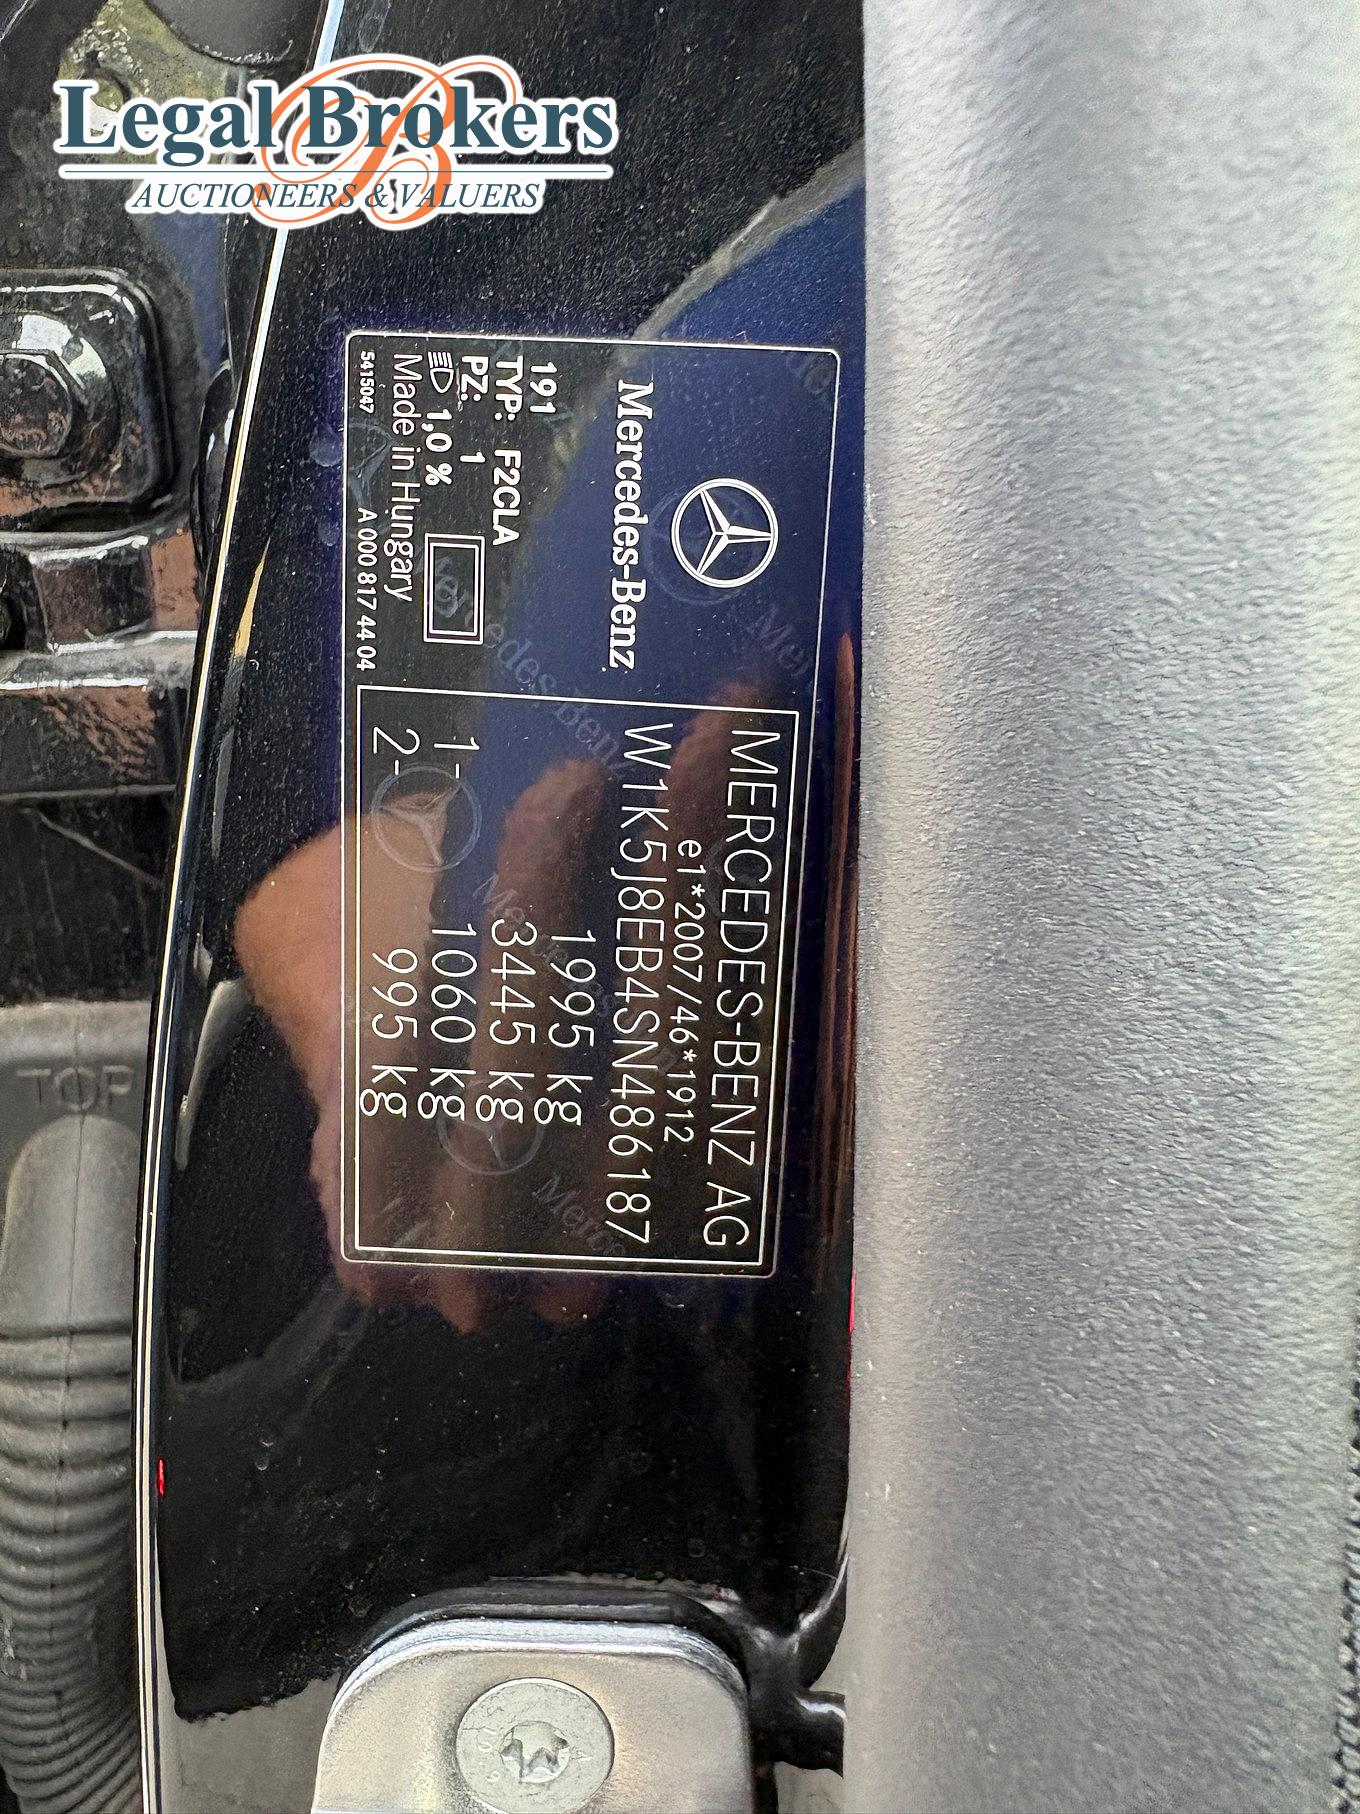 Legal Brokers
AUCTIONEERS & VALUERS
Mercedes-Benz
191
TYP: F2CLA
PZ: 1
1,0 %
Made in Hungary
5415047 A 000 817 44 04
MERCEDES-BENZ AG
e1*2007/46*1912
W1K5J8EB4SN486187
1995 kg
3445 kg
1- 1060 kg
2- 995 kg
TOP